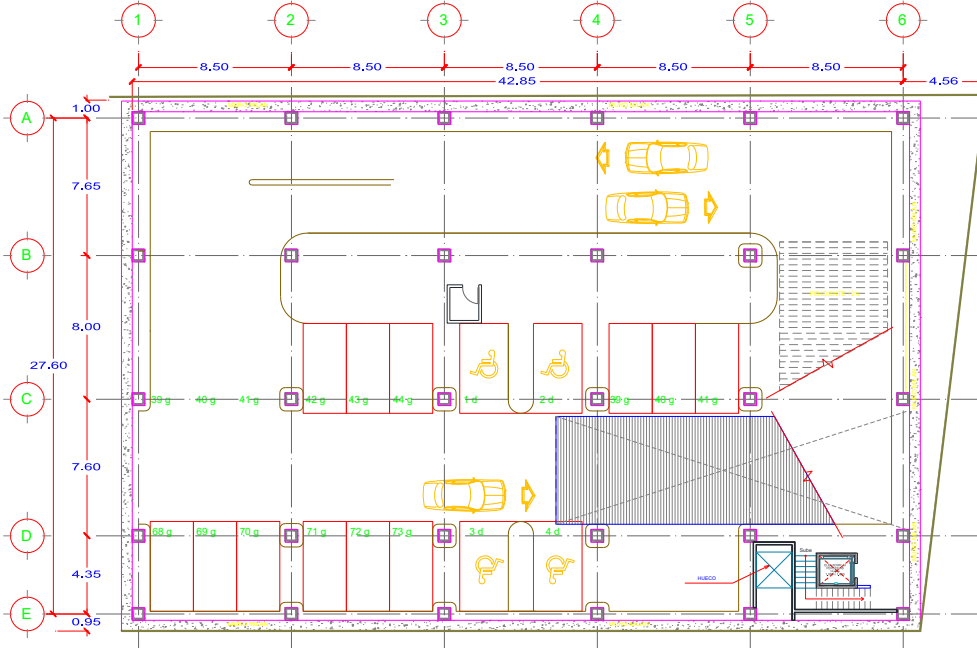 1 2 3 4 5 6
8.50 8.50 8.50 8.50 8.50
42.85 4.56
1.00
A
7.65
B
8.00
27.60
C
39 g 40 g 41 g 42 g 43 g 44 g 1 d 2 d 39 g 40 g 41 g
7.60
D
68 g 69 g 70 g 71 g 72 g 73 g 3 d 4 d
Sube
4.35
HUECO
E
0.95